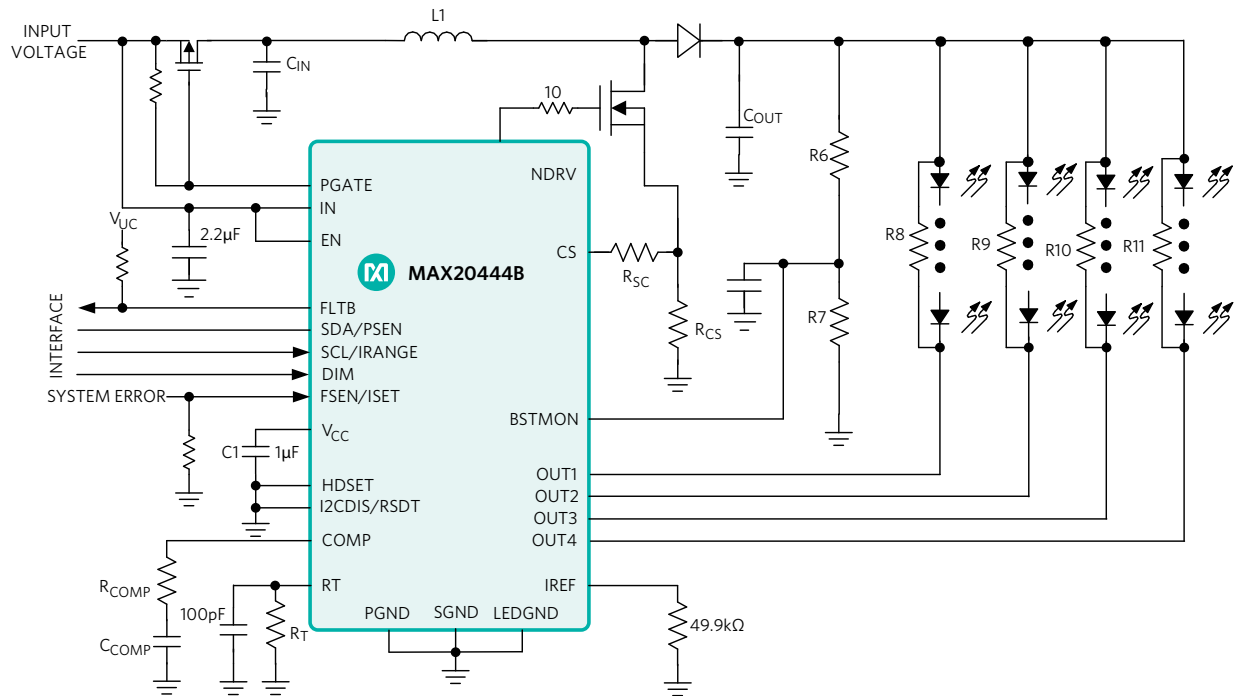 INPUT
VOLTAGE
L1
C_IN
10
C_OUT
R6
NDRV
PGATE
IN
V_UC
2.2µF
EN
CS
R_SC
R8
R9
R10
R11
MAX20444B
FLTB
SDA/PSEN
R_CS
R7
INTERFACE
SCL/IRANGE
DIM
SYSTEM ERROR
FSEN/ISET
BSTMON
V_CC
C1
1µF
OUT1
HDSET
OUT2
I2CDIS/RSDT
OUT3
COMP
OUT4
R_COMP
RT
IREF
100pF
R_T
PGND
SGND
LEDGND
49.9kΩ
C_COMP